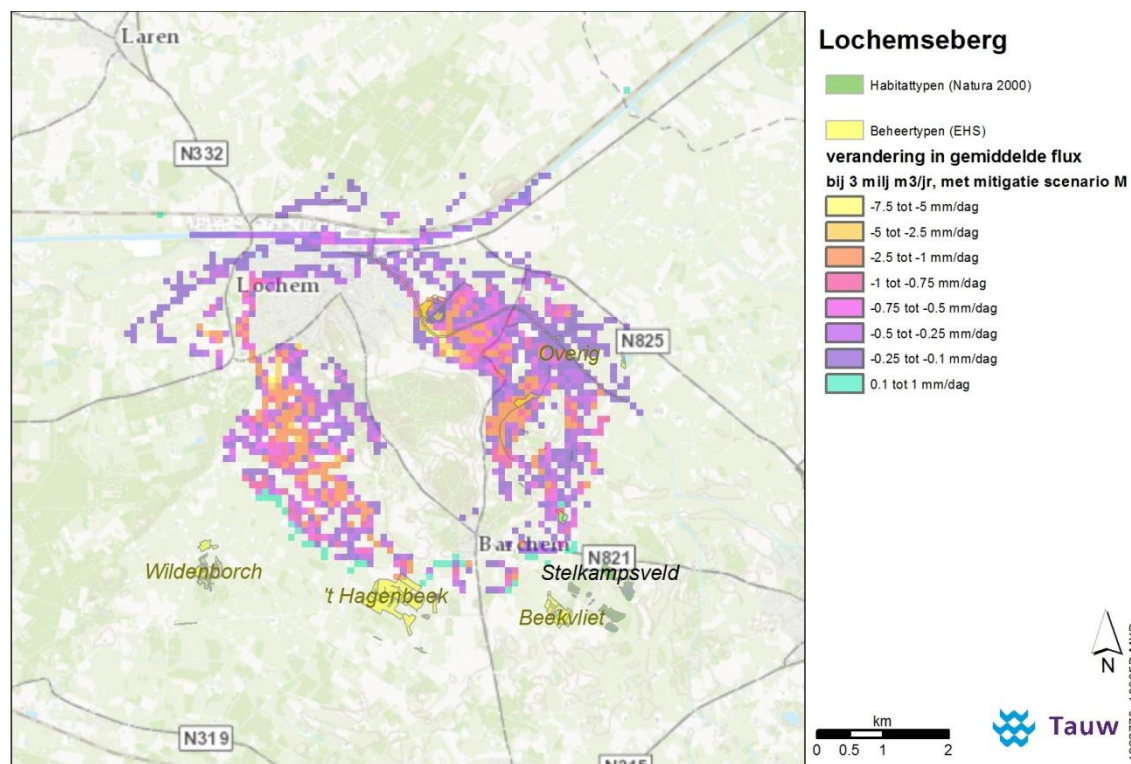 Laren
N332
Lochem
Overig
N825
Barchem
N821
Wildenborch
Stelkampsveld
't Hagenbeek
Beekvliet
N319
Lochemseberg
Habitattypen (Natura 2000)
Beheertypen (EHS)
verandering in gemiddelde flux
bij 3 milj m3/jr, met mitigatie scenario M
-7.5 tot -5 mm/dag
-5 tot -2.5 mm/dag
-2.5 tot -1 mm/dag
-1 tot -0.75 mm/dag
-0.75 tot -0.5 mm/dag
-0.5 tot -0.25 mm/dag
-0.25 tot -0.1 mm/dag
0.1 tot 1 mm/dag
N
km
0 0.5 1 2
Tauw